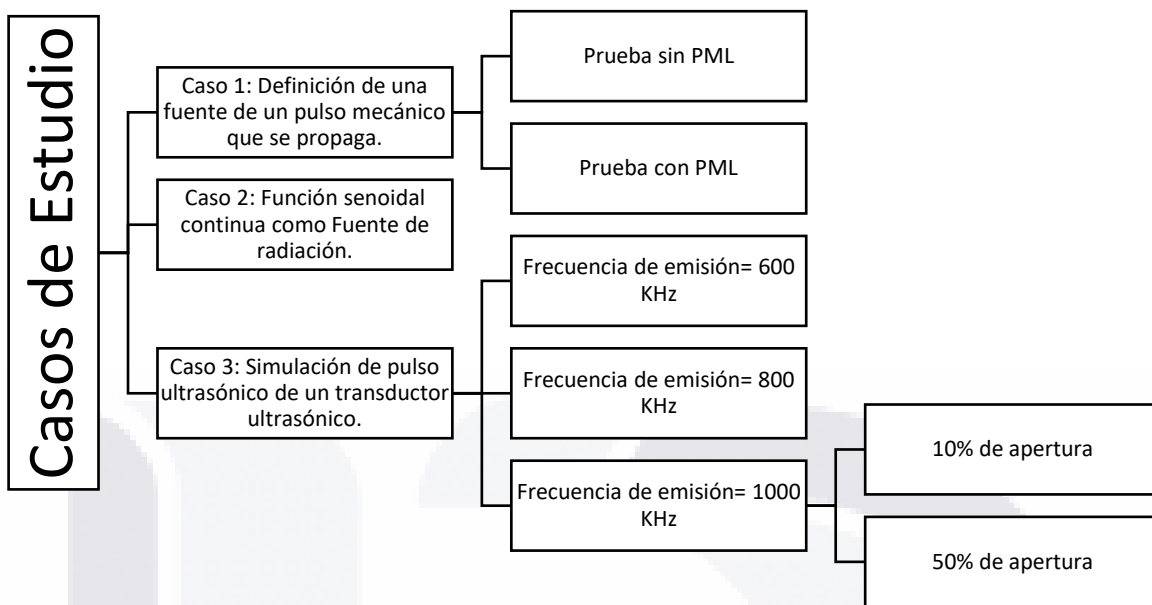 Casos de Estudio
Caso 1: Definición de una
fuente de un pulso mecánico
que se propaga.
Prueba sin PML
Prueba con PML
Caso 2: Función senoidal
continua como Fuente de
radiación.
Caso 3: Simulación de pulso
ultrasónico de un transductor
ultrasónico.
Frecuencia de emisión= 600
KHz
Frecuencia de emisión= 800
KHz
Frecuencia de emisión= 1000
KHz
10% de apertura
50% de apertura